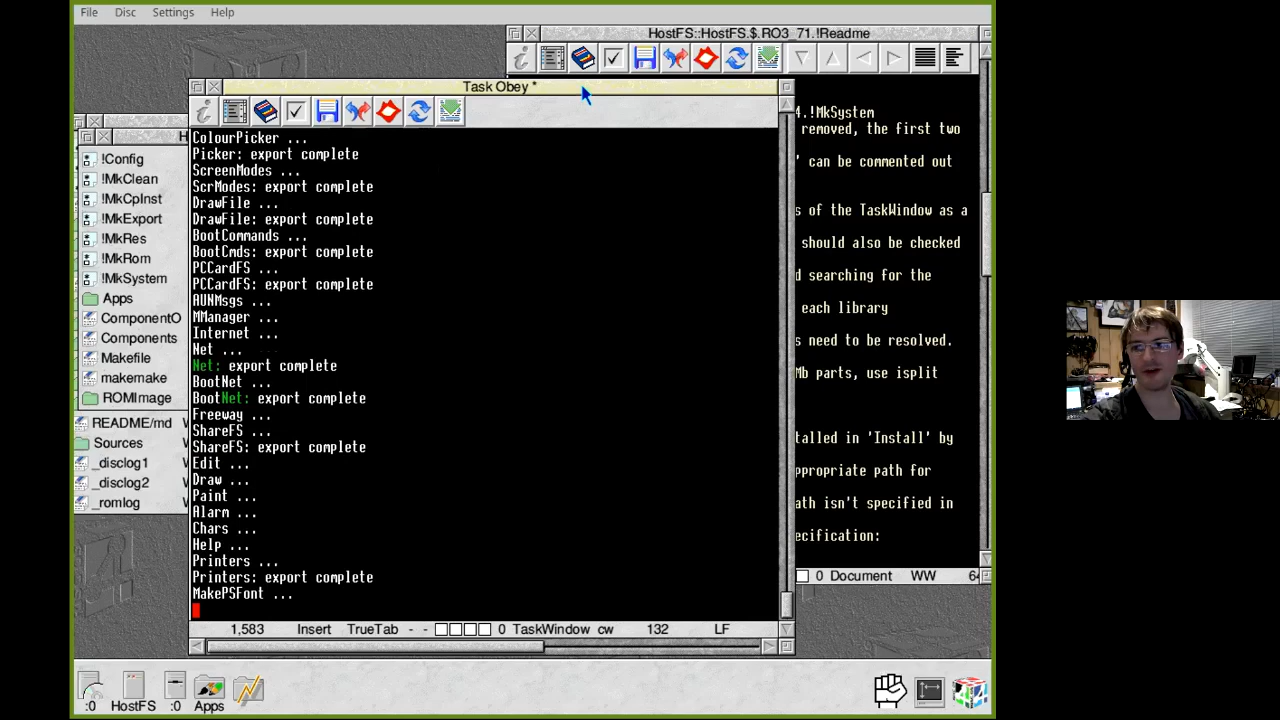 File Disc Settings Help
HostFS::HostFS.$.RO3_71.!Readme
Task Obey *
ColourPicker ...
Picker: export complete
ScreenModes ...
ScrModes: export complete
DrawFile ...
DrawFile: export complete
BootCommands ...
BootCmds: export complete
PCCardFS ...
PCCardFS: export complete
AUNMsgs ...
MManager ...
Internet ...
Net ...
Net: export complete
BootNet ...
BootNet: export complete
Freeway ...
ShareFS ...
ShareFS: export complete
Edit ...
Draw ...
Paint ...
Alarm ...
Chars ...
Help ...
Printers ...
Printers: export complete
MakePSFont ...
1,583 Insert TrueTab - - 0 TaskWindow cw 132 LF
H
!Config
!MkClean
!MkCpInst
!MkExport
!MkRes
!MkRom
!MkSystem
Apps
ComponentO
Components
Makefile
makemake
ROMImage
README/md W
Sources
_disclog1 W
_disclog2 W
_romlog W
4.!MkSystem
removed, the first two
' can be commented out
s of the TaskWindow as a
should also be checked
d searching for the
each library
s need to be resolved.
Mb parts, use isplit
talled in 'Install' by
ppropriate path for
ath isn't specified in
ecification:
0 Document WW 64
:0 HostFS :0 Apps